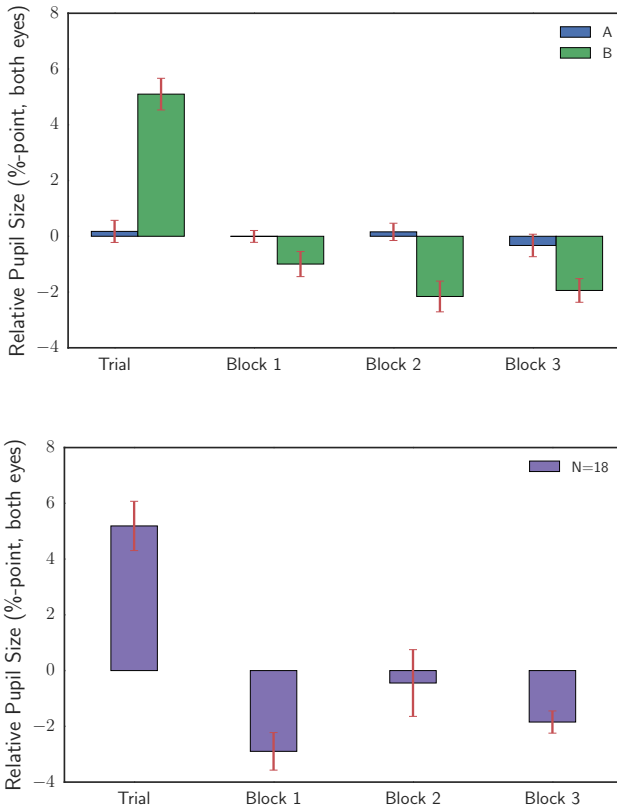 8
6
4
2
0
−2
−4
Relative Pupil Size (%-point, both eyes)
A
B
Trial Block 1 Block 2 Block 3
8
6
4
2
0
−2
−4
Relative Pupil Size (%-point, both eyes)
N=18
Trial Block 1 Block 2 Block 3